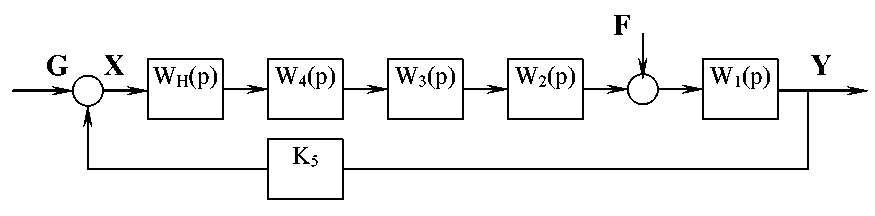 F
G X W_H(p) W_4(p) W_3(p) W_2(p) W_1(p) Y
K_5